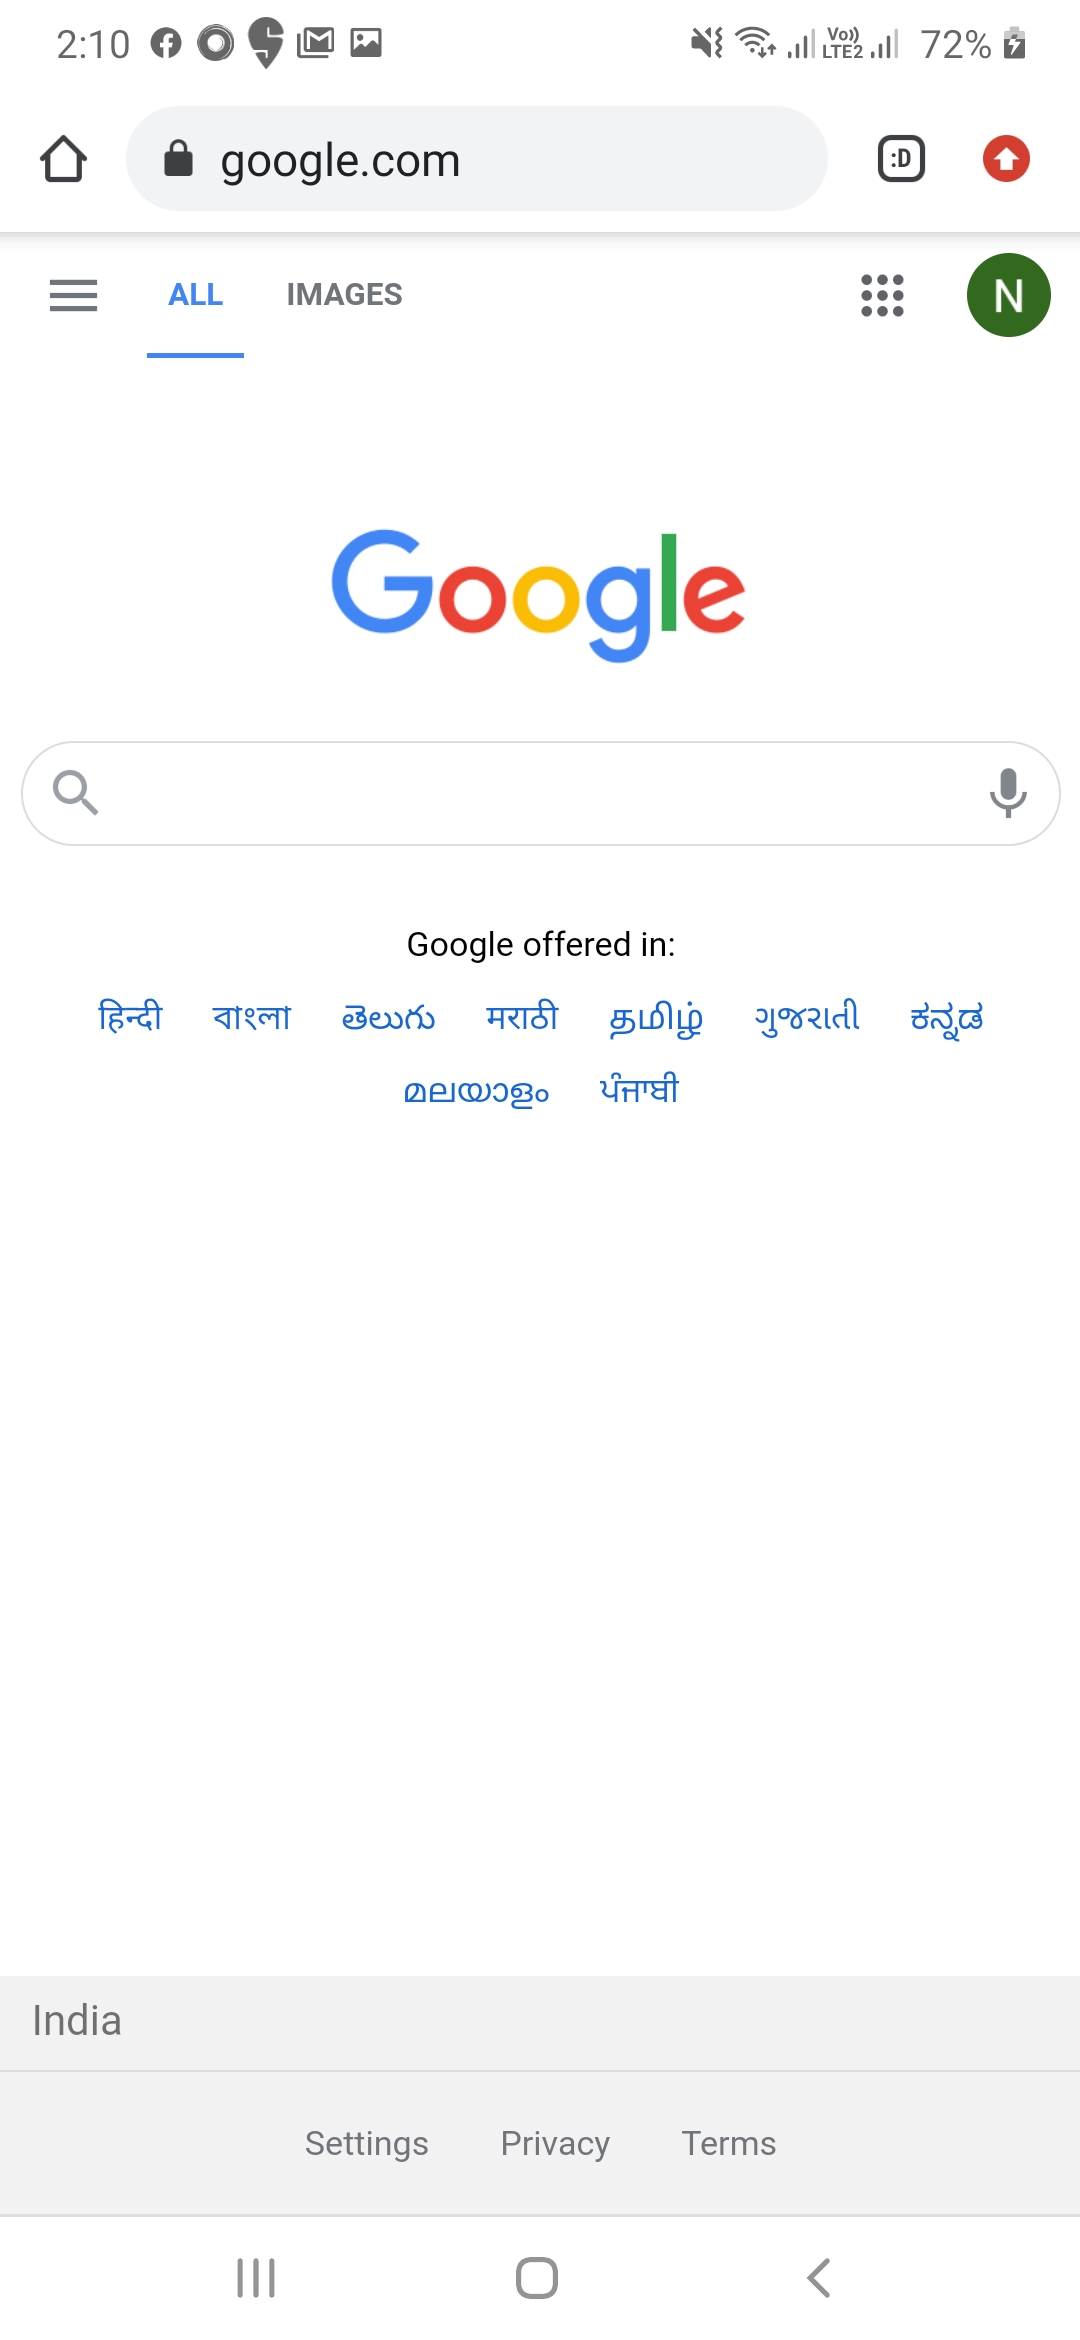 2:10 Vo)) LTE2 72%
google.com :D
ALL IMAGES N
Google
Google offered in:
हिन्दी বাংলা తెలుగు मराठी தமிழ் ગુજરાતી ಕನ್ನಡ
മലയാളം ਪੰਜਾਬੀ
India
Settings Privacy Terms